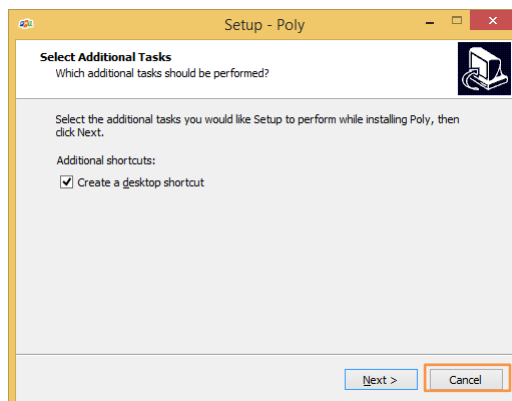 Setup - Poly
Select Additional Tasks
Which additional tasks should be performed?
Select the additional tasks you would like Setup to perform while installing Poly, then
click Next.
Additional shortcuts:
Create a desktop shortcut
Next >
Cancel